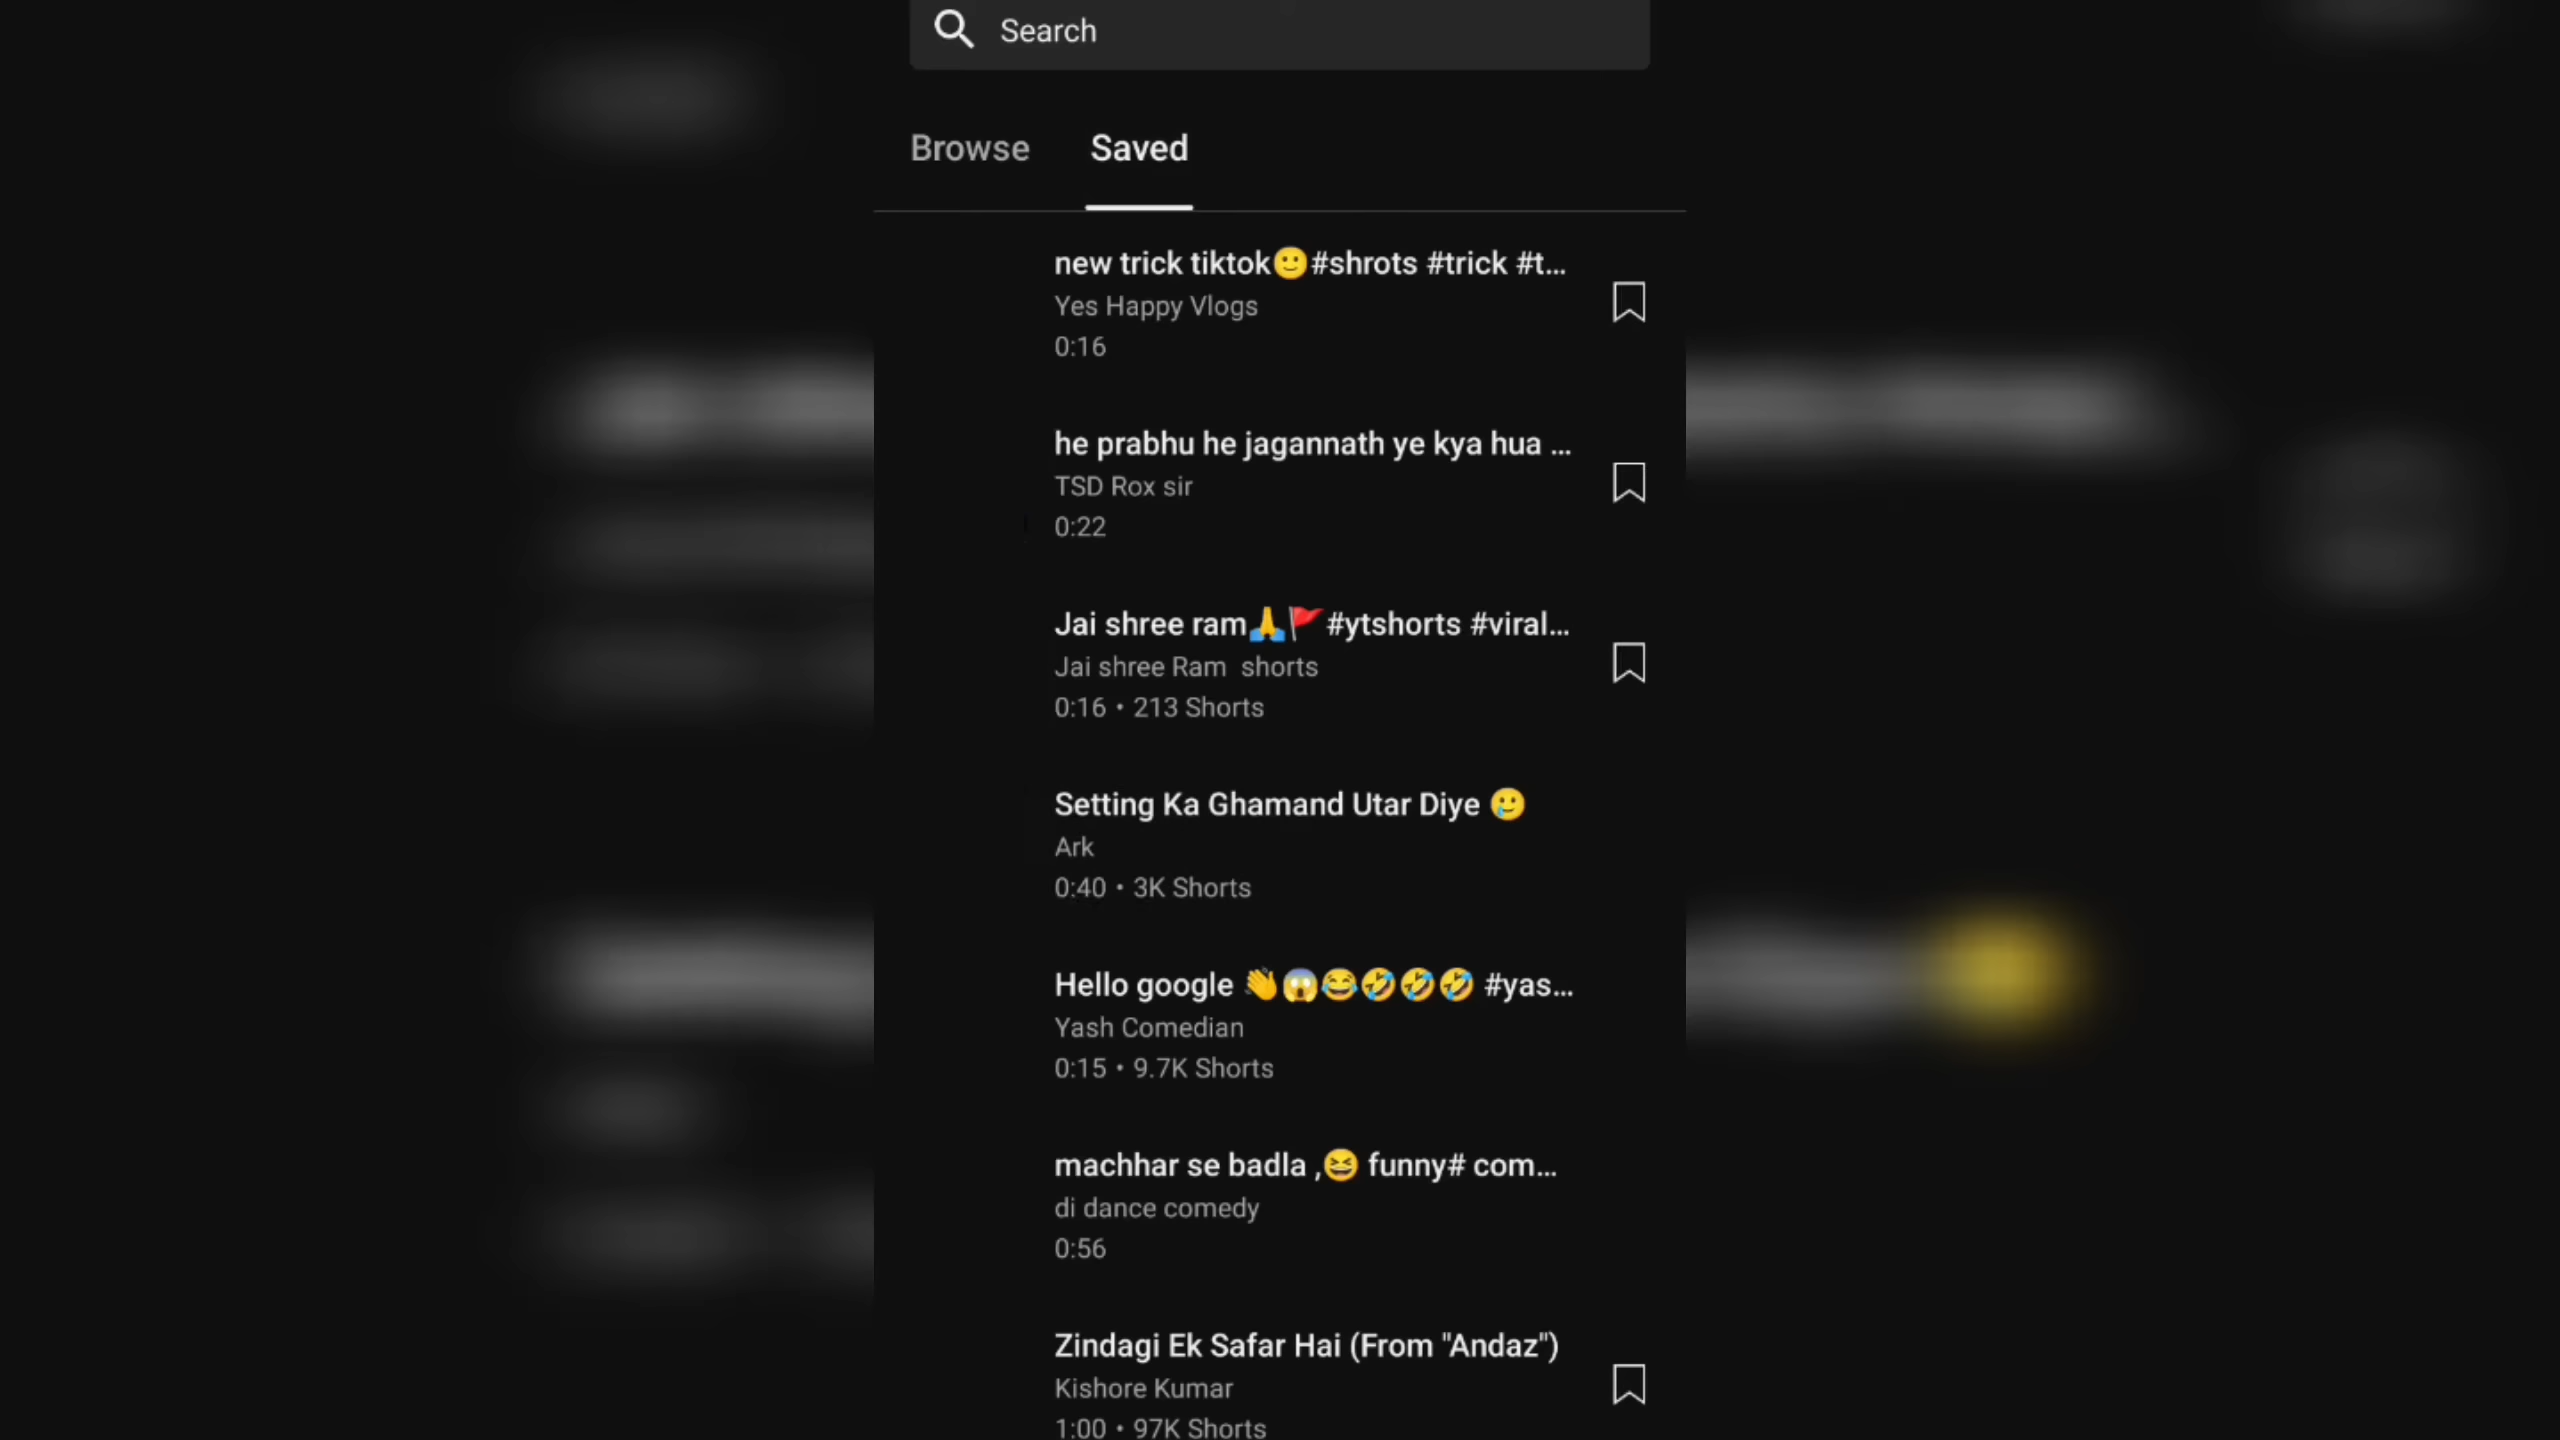 Search
Browse Saved
new trick tiktok🙂#shrots #trick #t...
Yes Happy Vlogs
0:16
he prabhu he jagannath ye kya hua ...
TSD Rox sir
0:22
Jai shree ram🙏🚩#ytshorts #viral...
Jai shree Ram shorts
0:16 • 213 Shorts
Setting Ka Ghamand Utar Diye 🥲
Ark
0:40 • 3K Shorts
Hello google 👋😱😂🤣🤣🤣 #yas...
Yash Comedian
0:15 • 9.7K Shorts
machhar se badla ,😆 funny# com...
di dance comedy
0:56
Zindagi Ek Safar Hai (From "Andaz")
Kishore Kumar
1:00 • 97K Shorts